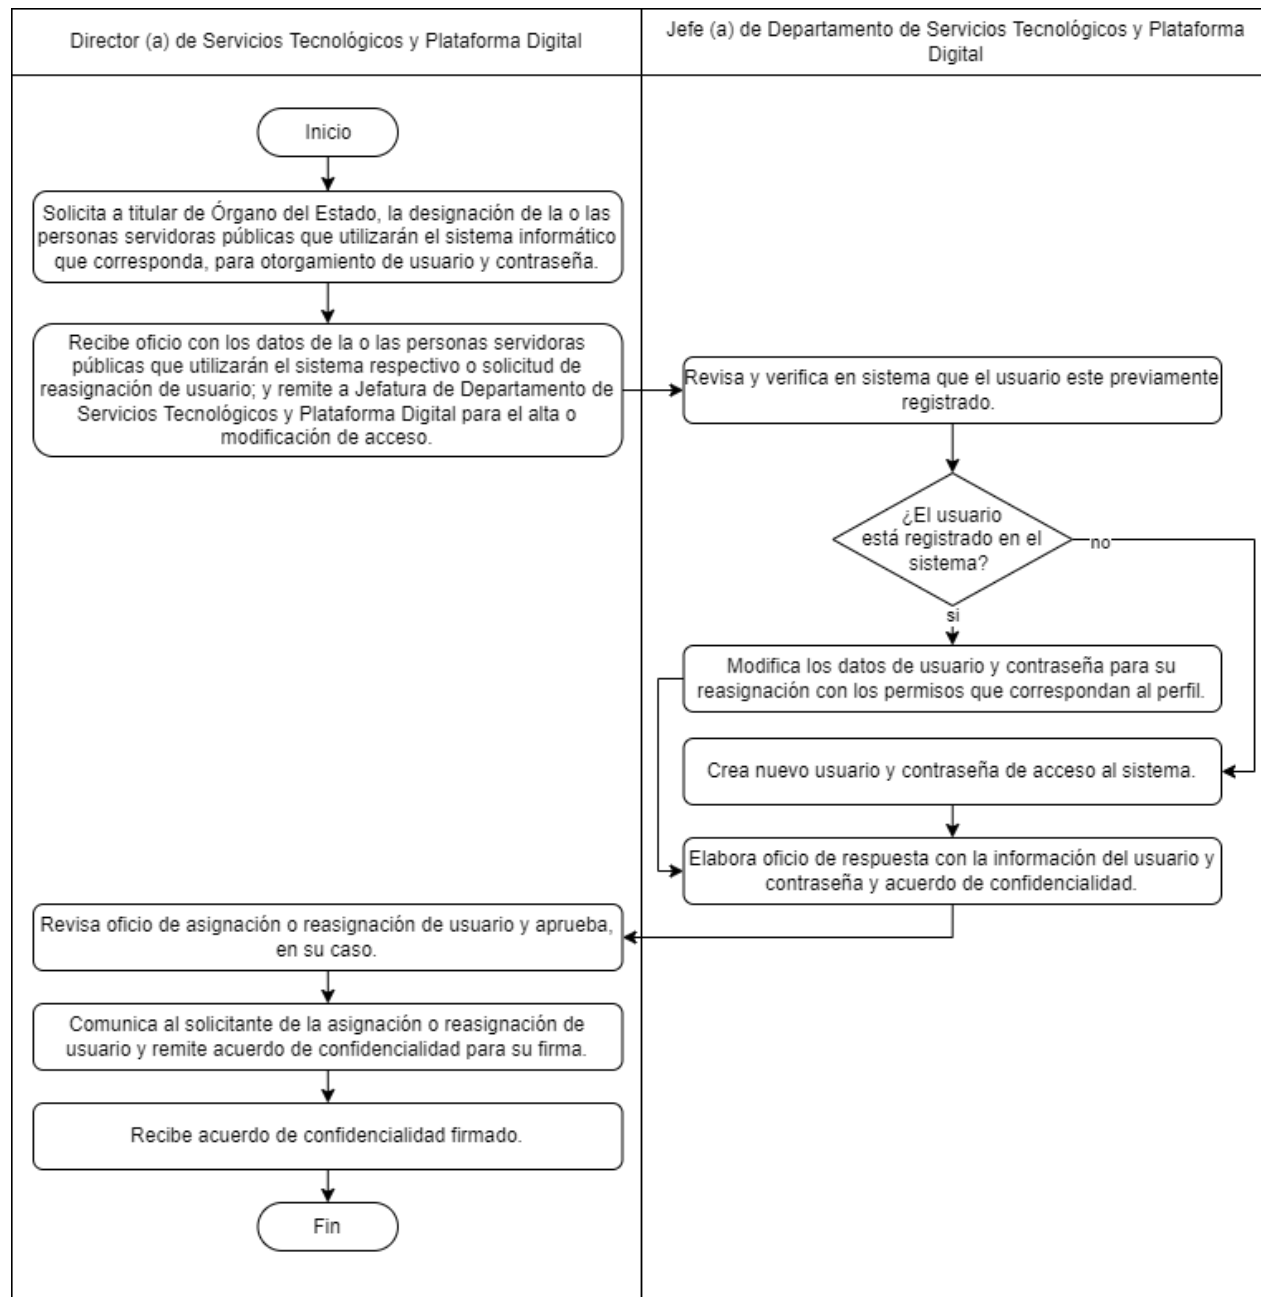 Director (a) de Servicios Tecnológicos y Plataforma Digital
Jefe (a) de Departamento de Servicios Tecnológicos y Plataforma
Digital
Inicio
Solicita a titular de Órgano del Estado, la designación de la o las
personas servidoras públicas que utilizarán el sistema informático
que corresponda, para otorgamiento de usuario y contraseña.
Recibe oficio con los datos de la o las personas servidoras
públicas que utilizarán el sistema respectivo o solicitud de
reasignación de usuario; y remite a Jefatura de Departamento de
Servicios Tecnológicos y Plataforma Digital para el alta o
modificación de acceso.
Revisa y verifica en sistema que el usuario este previamente
registrado.
¿El usuario
está registrado en el
sistema?
no
si
Modifica los datos de usuario y contraseña para su
reasignación con los permisos que correspondan al perfil.
Crea nuevo usuario y contraseña de acceso al sistema.
Elabora oficio de respuesta con la información del usuario y
contraseña y acuerdo de confidencialidad.
Revisa oficio de asignación o reasignación de usuario y aprueba,
en su caso.
Comunica al solicitante de la asignación o reasignación de
usuario y remite acuerdo de confidencialidad para su firma.
Recibe acuerdo de confidencialidad firmado.
Fin